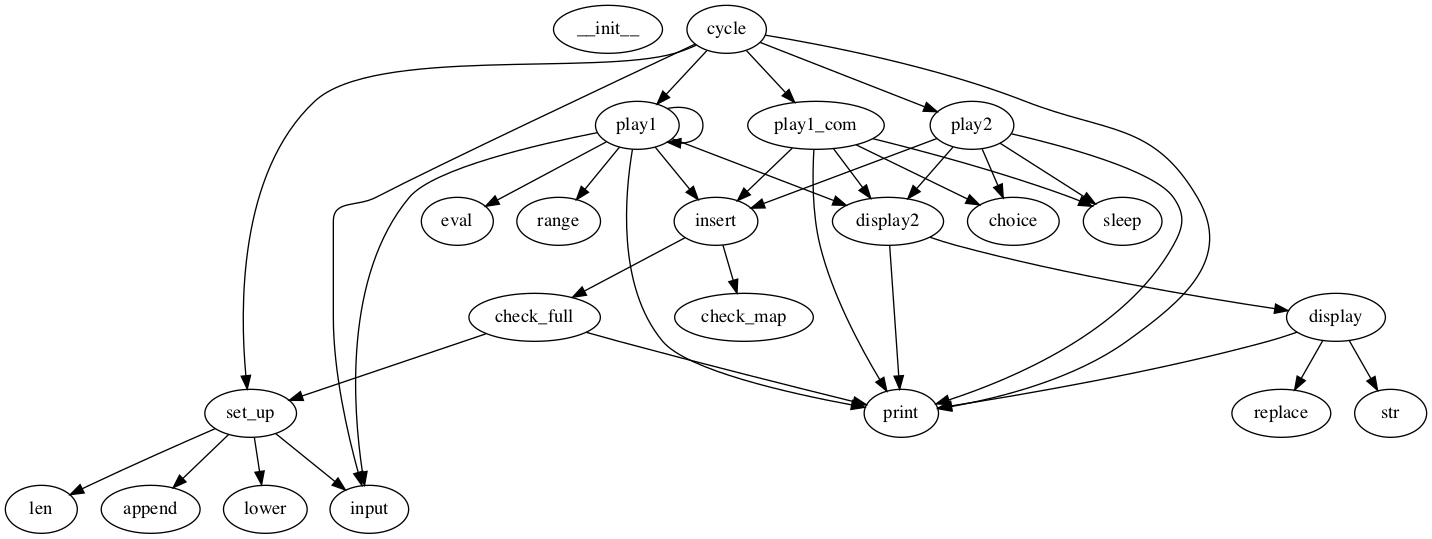 __init__
cycle
play1
play1_com
play2
eval
range
insert
display2
choice
sleep
check_full
check_map
display
set_up
print
replace
str
len
append
lower
input